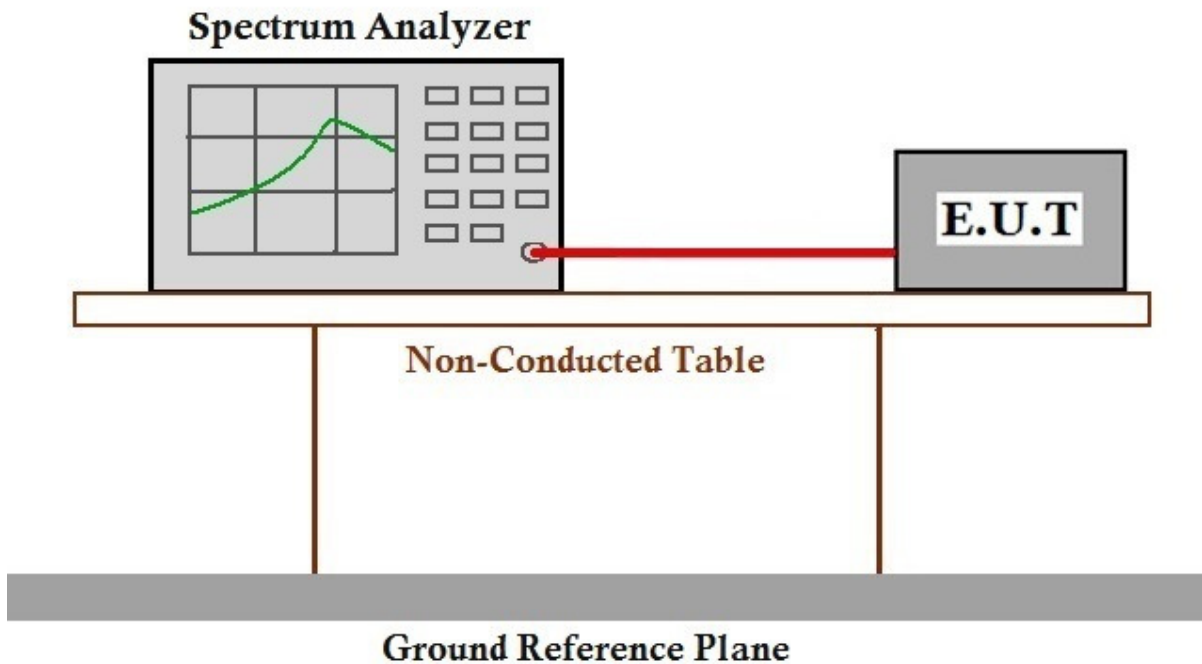 Spectrum Analyzer
E.U.T
Non-Conducted Table
Ground Reference Plane